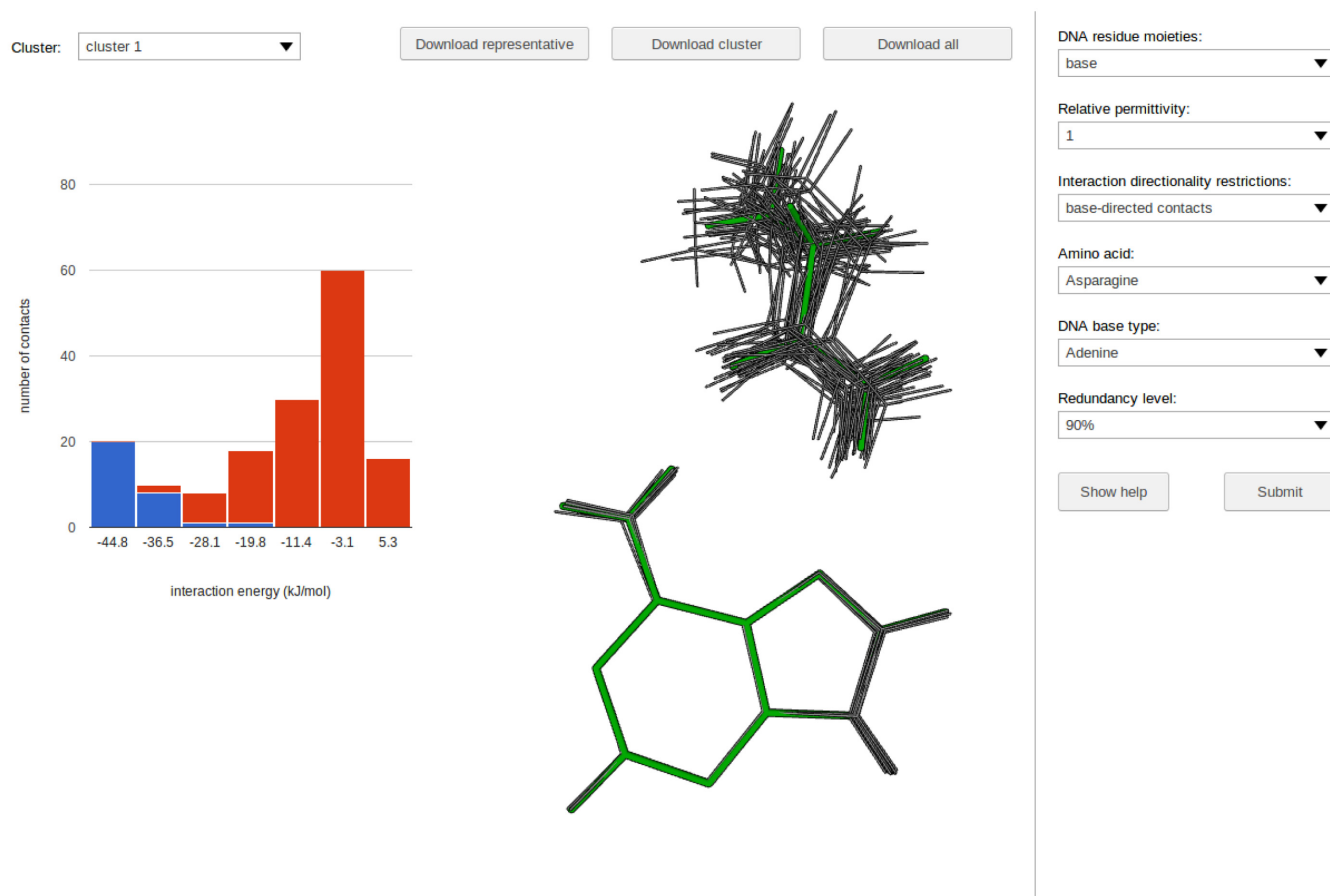 Cluster: cluster 1 Download representative Download cluster Download all
80
60
40
20
0
number of contacts
-44.8 -36.5 -28.1 -19.8 -11.4 -3.1 5.3
interaction energy (kJ/mol)
DNA residue moieties:
base
Relative permittivity:
1
Interaction directionality restrictions:
base-directed contacts
Amino acid:
Asparagine
DNA base type:
Adenine
Redundancy level:
90%
Show help Submit